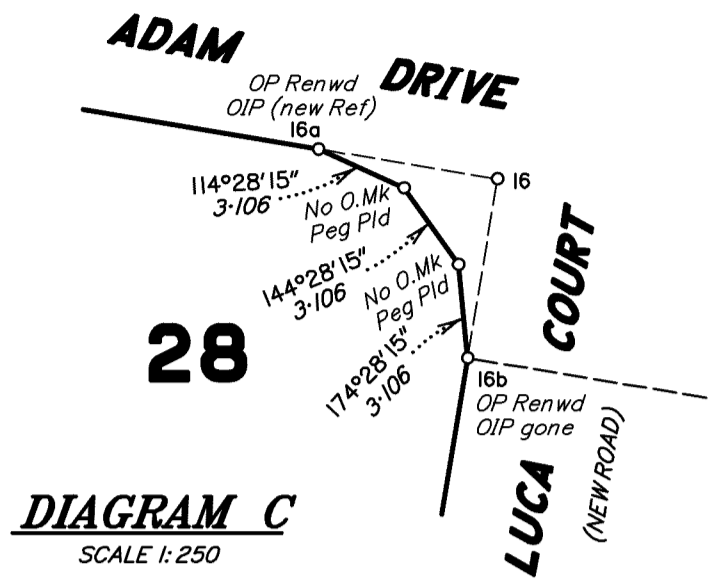 ADAM DRIVE
OP Renwd
OIP (new Ref)
16a
16
114°28'15"
3·106
No O.Mk
Peg Pld
144°28'15"
3·106
No O.Mk
Peg Pld
174°28'15"
3·106
28
16b
OP Renwd
OIP gone
LUCA COURT
(NEW ROAD)
DIAGRAM C
SCALE 1:250